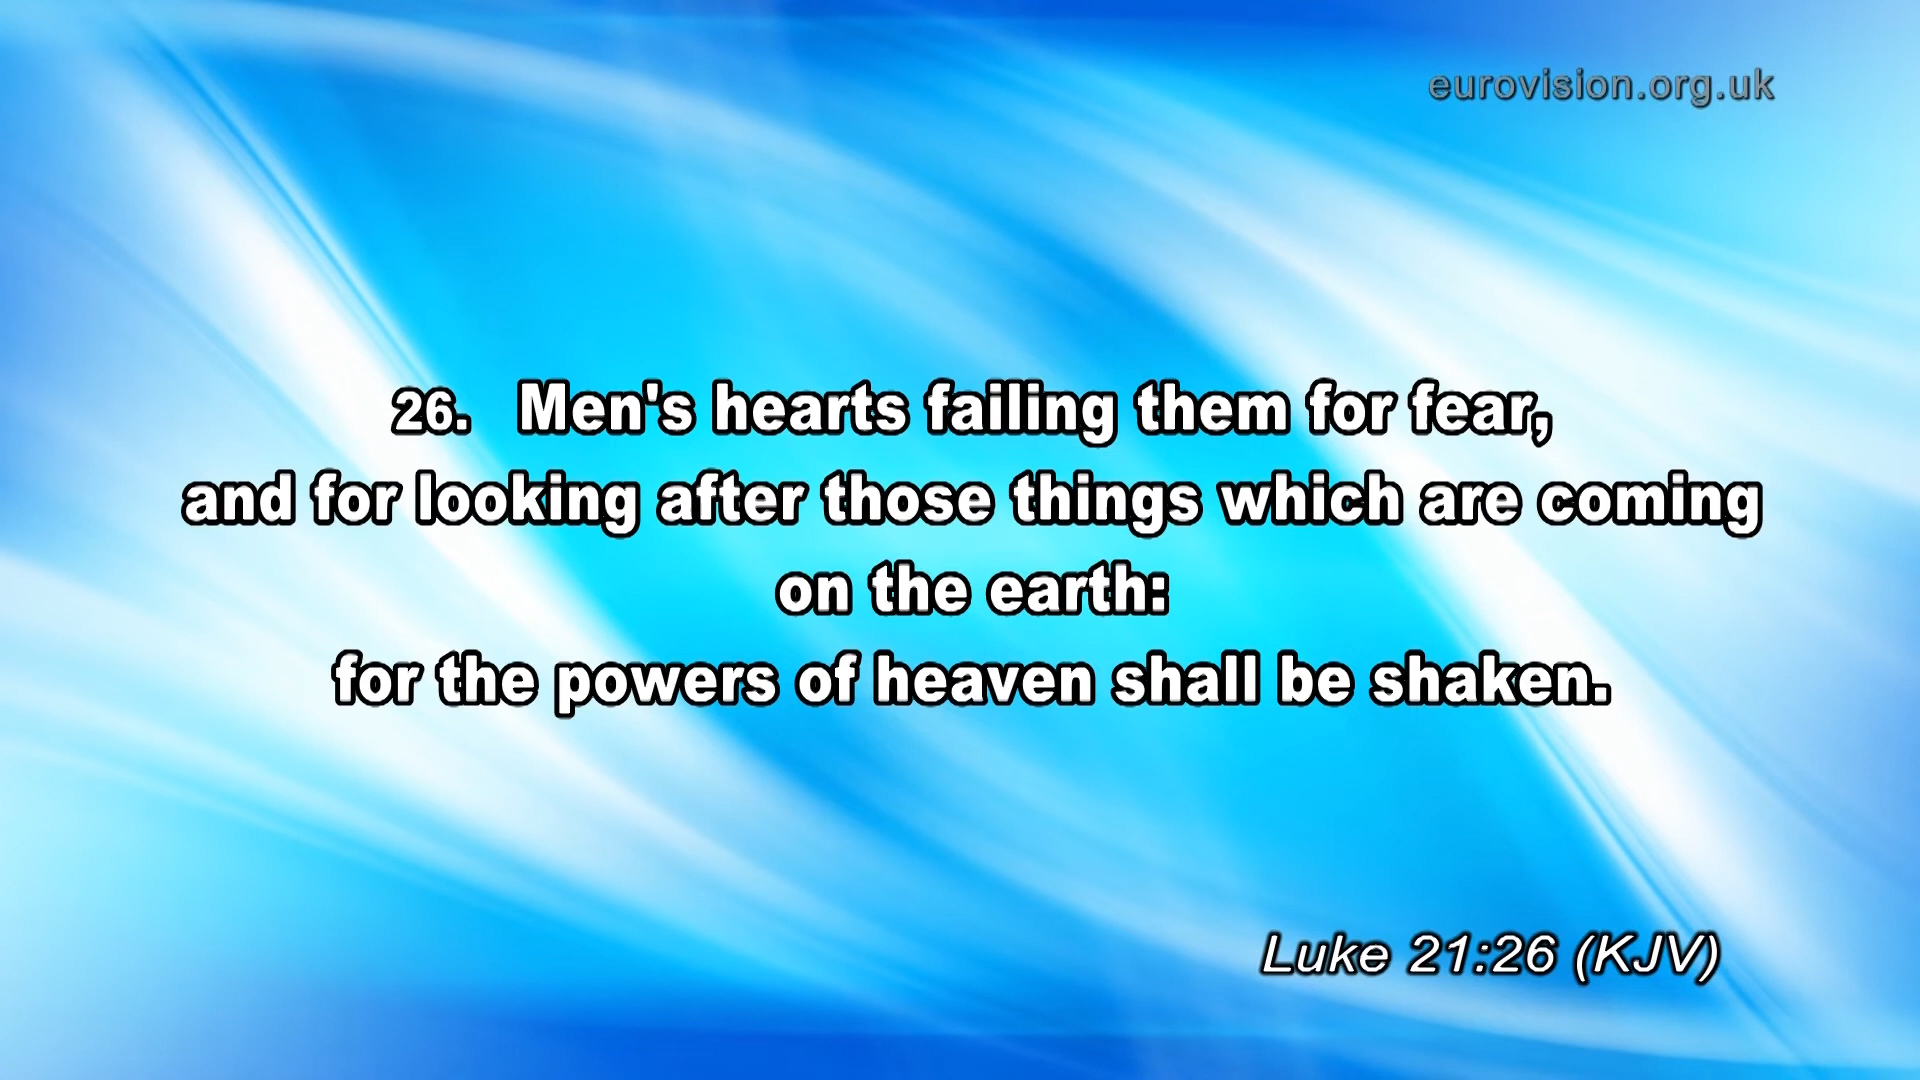 eurovision.org.uk
26. Men's hearts failing them for fear,
and for looking after those things which are coming
on the earth:
for the powers of heaven shall be shaken.
Luke 21:26 (KJV)